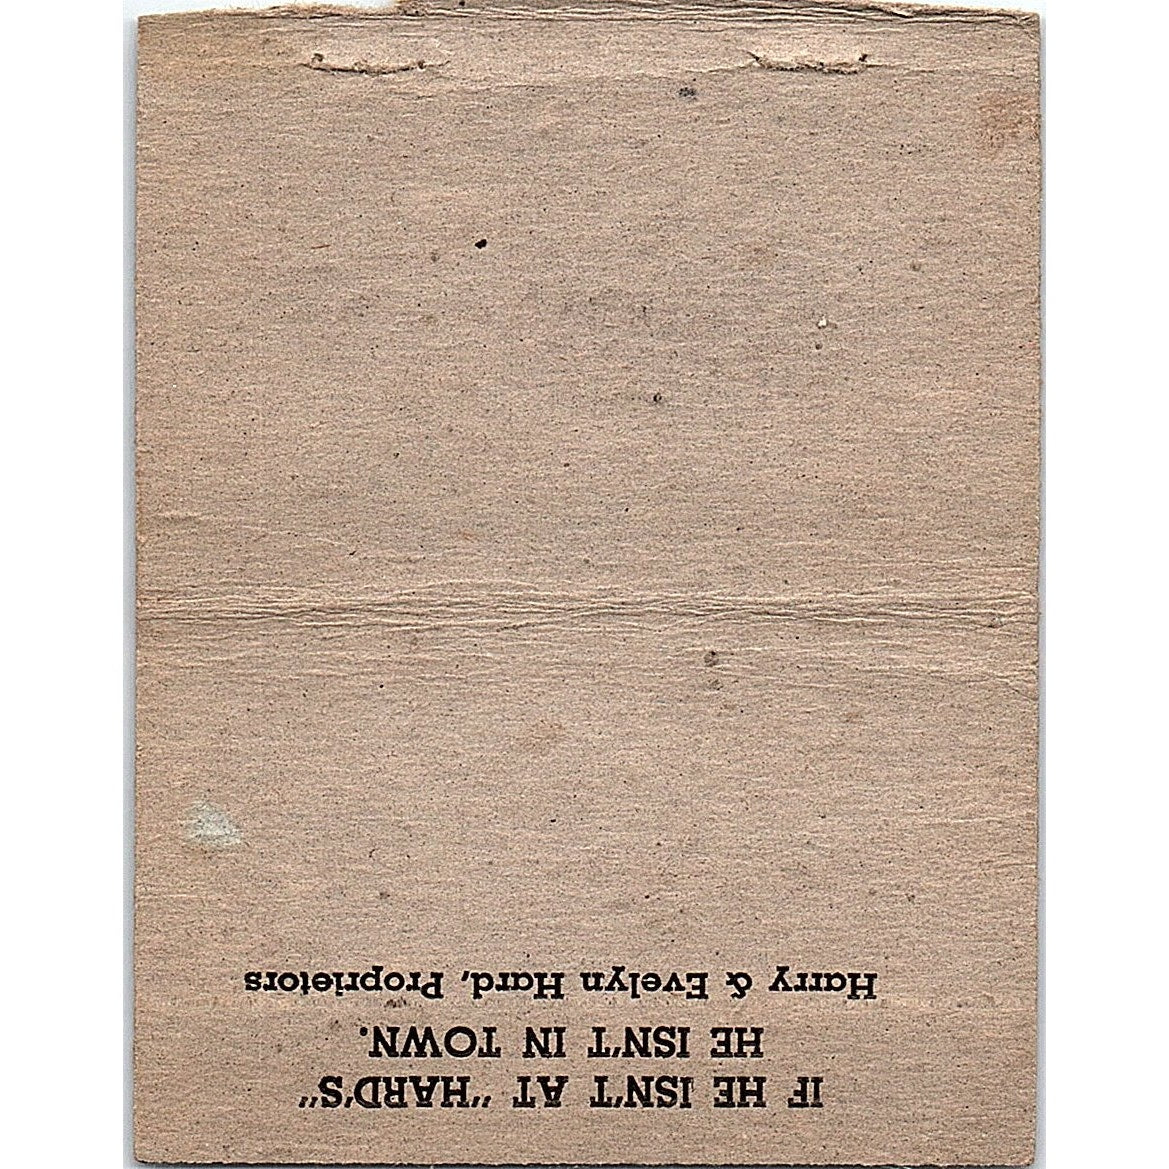 IF HE ISN'T AT "HARD'S"
HE ISN'T IN TOWN.
Harry & Evelyn Hard, Proprietors